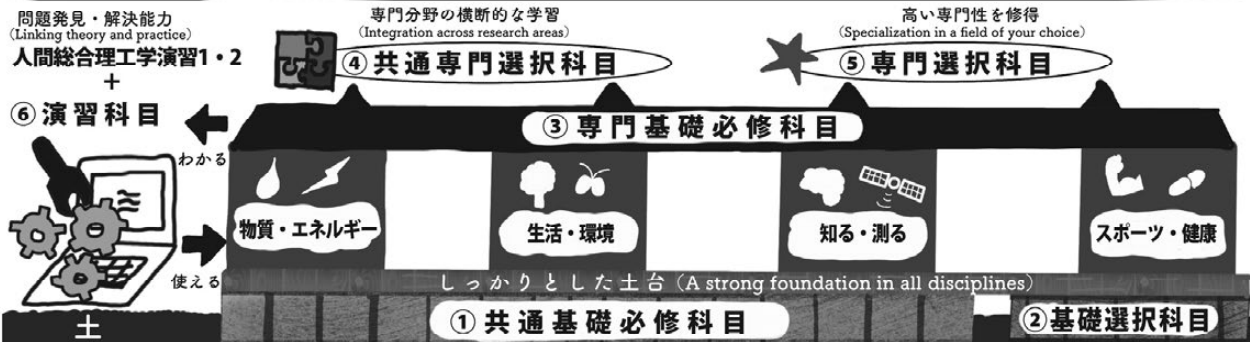 問題発見・解決能力
(Linking theory and practice)
人間総合理工学演習1・2
+
⑥演習科目
専門分野の横断的な学習
(Integration across research areas)
④共通専門選択科目
高い専門性を修得
(Specialization in a field of your choice)
⑤専門選択科目
③専門基礎必修科目
わかる
使える
物質・エネルギー
生活・環境
知る・測る
スポーツ・健康
しっかりとした土台(A strong foundation in all disciplines)
土
①共通基礎必修科目
②基礎選択科目